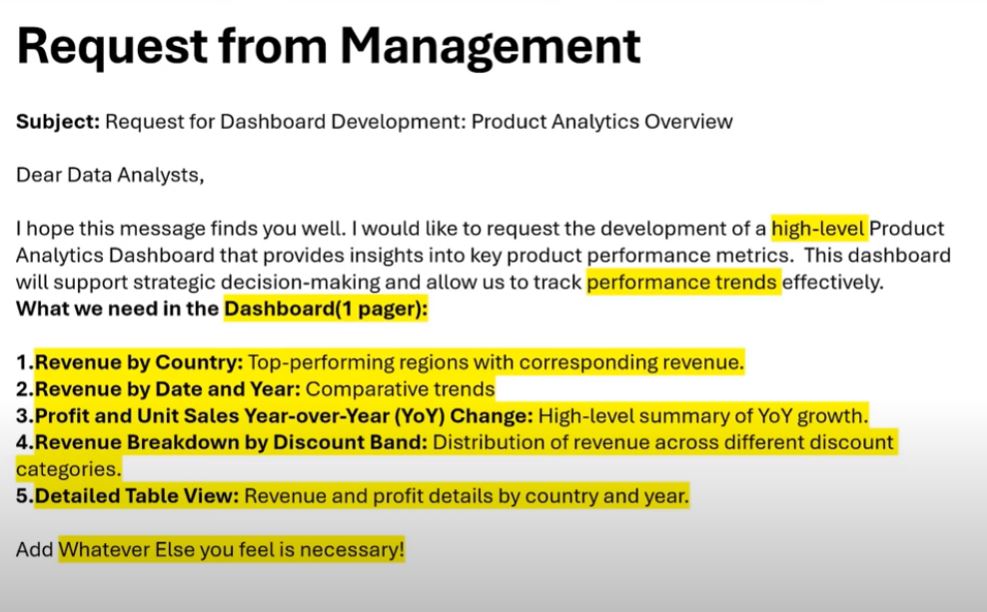 Request from Management
Subject: Request for Dashboard Development: Product Analytics Overview
Dear Data Analysts,
I hope this message finds you well. I would like to request the development of a high-level Product
Analytics Dashboard that provides insights into key product performance metrics.  This dashboard
will support strategic decision-making and allow us to track performance trends effectively.
What we need in the Dashboard(1 pager):
1.Revenue by Country: Top-performing regions with corresponding revenue.
2.Revenue by Date and Year: Comparative trends
3.Profit and Unit Sales Year-over-Year (YoY) Change: High-level summary of YoY growth.
4.Revenue Breakdown by Discount Band: Distribution of revenue across different discount
categories.
5.Detailed Table View: Revenue and profit details by country and year.
Add Whatever Else you feel is necessary!